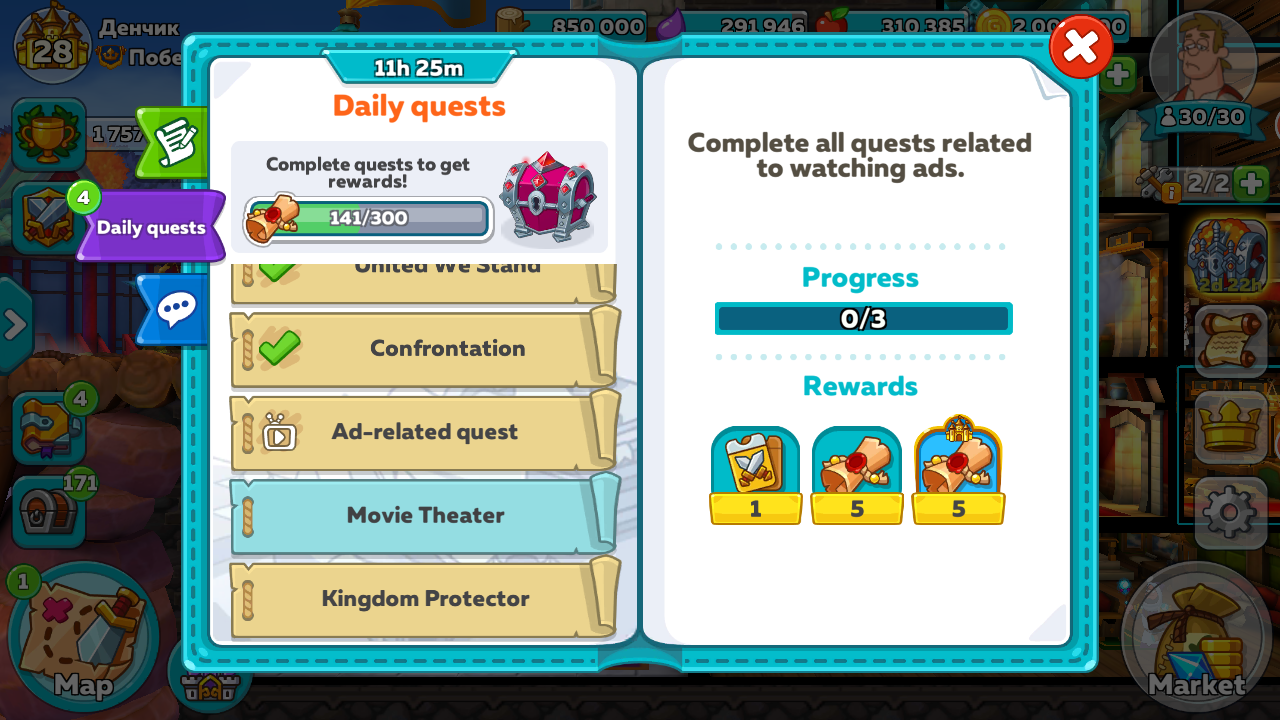 28
Денчик
Побе
850 000
291 946
310 385
11h 25m
Daily quests
Complete quests to get
rewards!
141/300
1 757
4
Daily quests
United We Stand
Confrontation
Ad-related quest
Movie Theater
Kingdom Protector
Complete all quests related
to watching ads.
Progress
0/3
Rewards
1
5
5
30/30
2/2
2d 22h
4
171
1
Map
Market